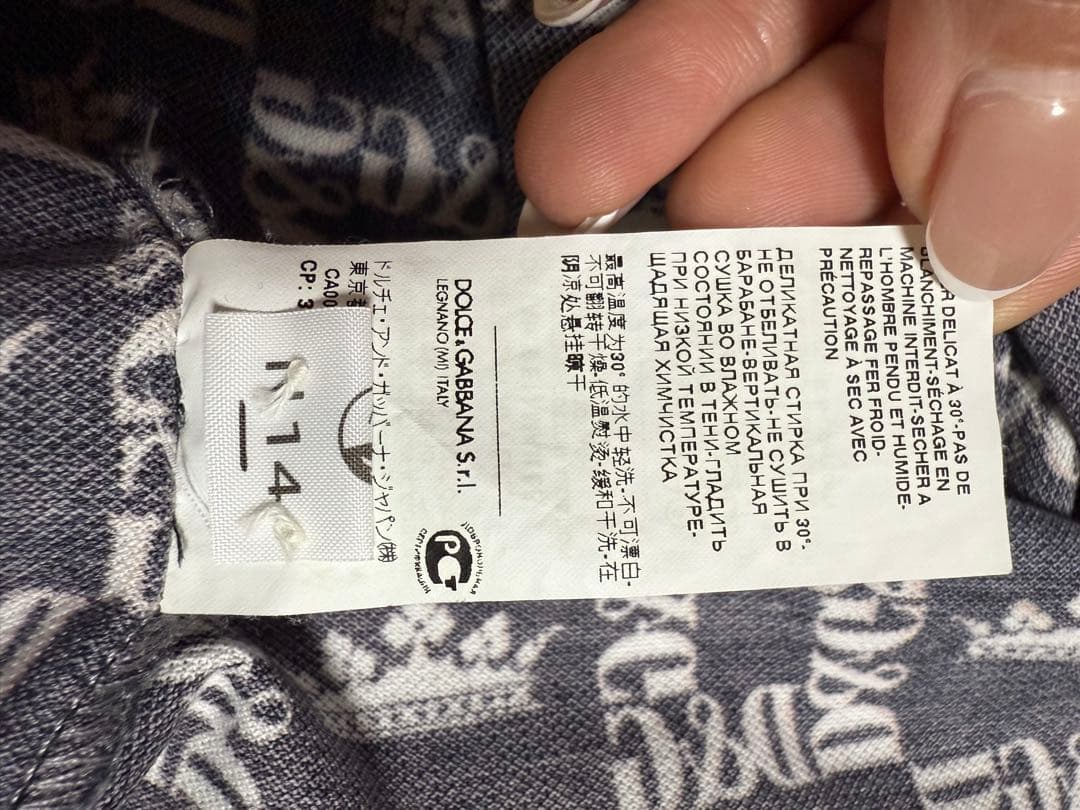 DELICAT À 30°-PAS DE
BLANCHIMENT-SÉCHAGE EN
MACHINE INTERDIT-SECHER A
L'HOMBRE PENDU ET HUMIDE-
REPASSAGE FER FROID-
NETTOYAGE À SEC AVEC
PRÉCAUTION
ДЕЛИКАТНАЯ СТИРКА ПРИ 30°-
НЕ ОТБЕЛИВАТЬ-НЕ СУШИТЬ В
БАРАБАНЕ-ВЕРТИКАЛЬНАЯ
СУШКА ВО ВЛАЖНОМ
СОСТОЯНИИ В ТЕНИ-ГЛАДИТЬ
ПРИ НИЗКОЙ ТЕМПЕРАТУРЕ-
ЩАДЯЩАЯ ХИМЧИСТКА
最高温度为30° 的水中轻洗-不可漂白-
不可翻转干燥-低温熨烫-缓和干洗-在
阴凉处悬挂晾干
DOLCE&GABBANA S.r.l.
LEGNANO (MI) ITALY
РСТ
ドルチェ・アンド・ガッバーナ・ジャパン㈱
東京都
CA00
CP: 3
14